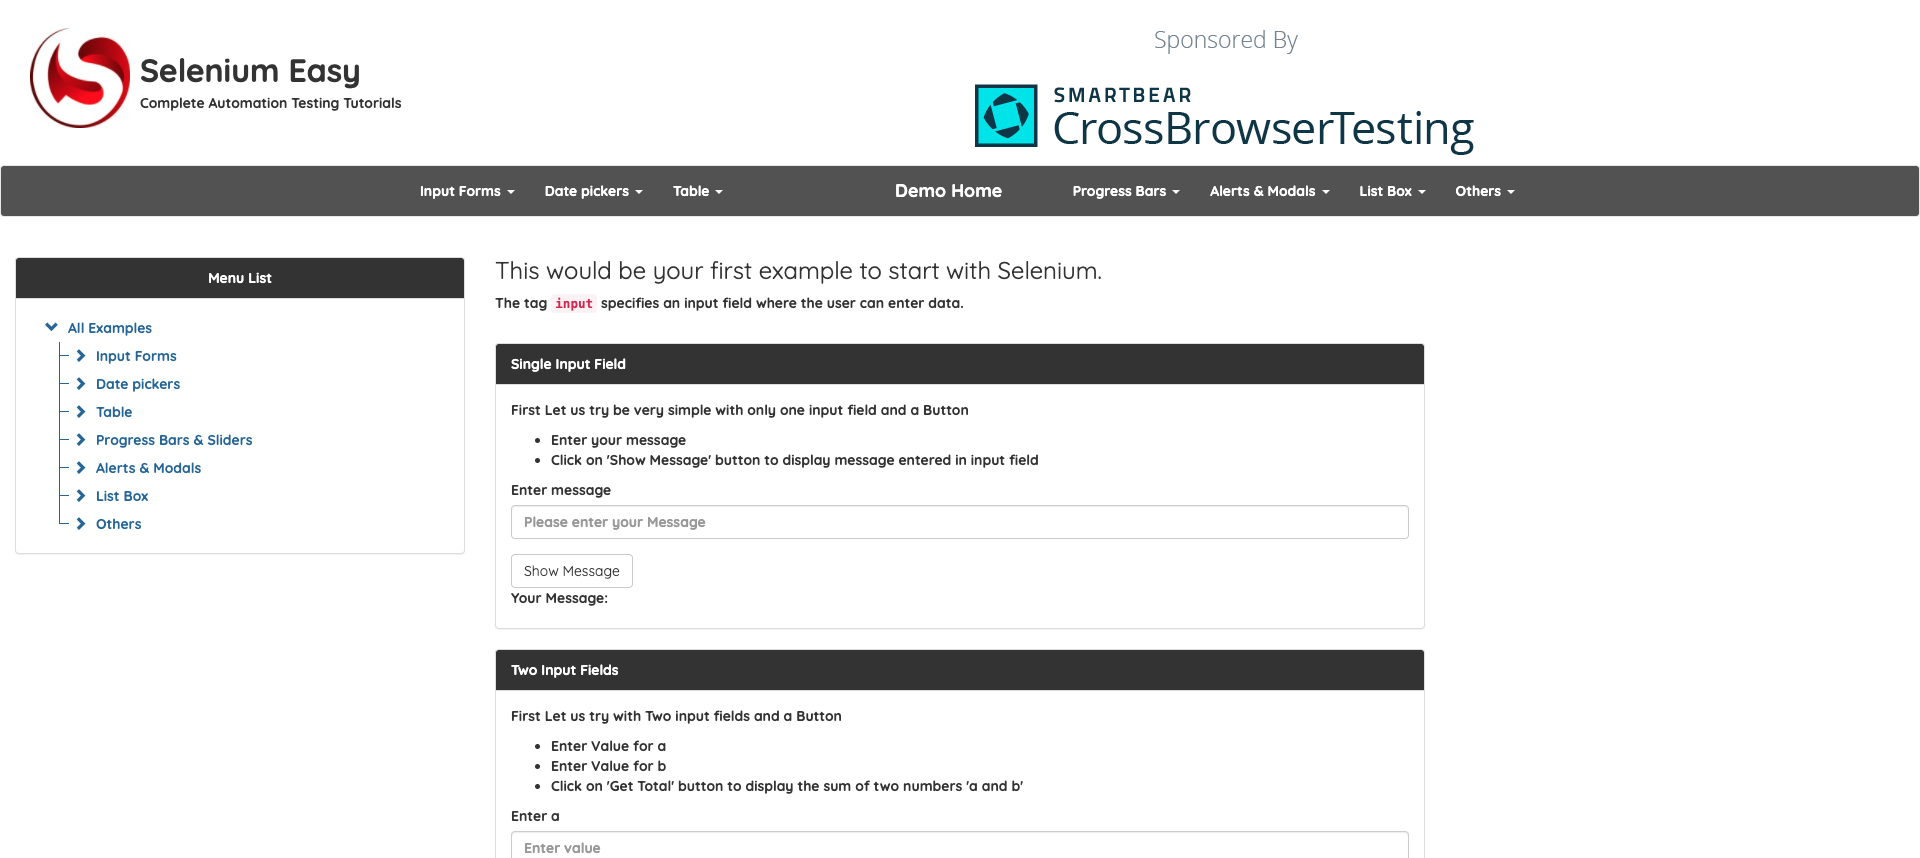 Selenium Easy
Complete Automation Testing Tutorials
Sponsored By
SMARTBEAR
CrossBrowserTesting
Input Forms Date pickers Table Demo Home Progress Bars Alerts & Modals List Box Others
Menu List
All Examples
Input Forms
Date pickers
Table
Progress Bars & Sliders
Alerts & Modals
List Box
Others
This would be your first example to start with Selenium.
The tag input specifies an input field where the user can enter data.
Single Input Field
First Let us try be very simple with only one input field and a Button
• Enter your message
• Click on 'Show Message' button to display message entered in input field
Enter message
Please enter your Message
Show Message
Your Message:
Two Input Fields
First Let us try with Two input fields and a Button
• Enter Value for a
• Enter Value for b
• Click on 'Get Total' button to display the sum of two numbers 'a and b'
Enter a
Enter value